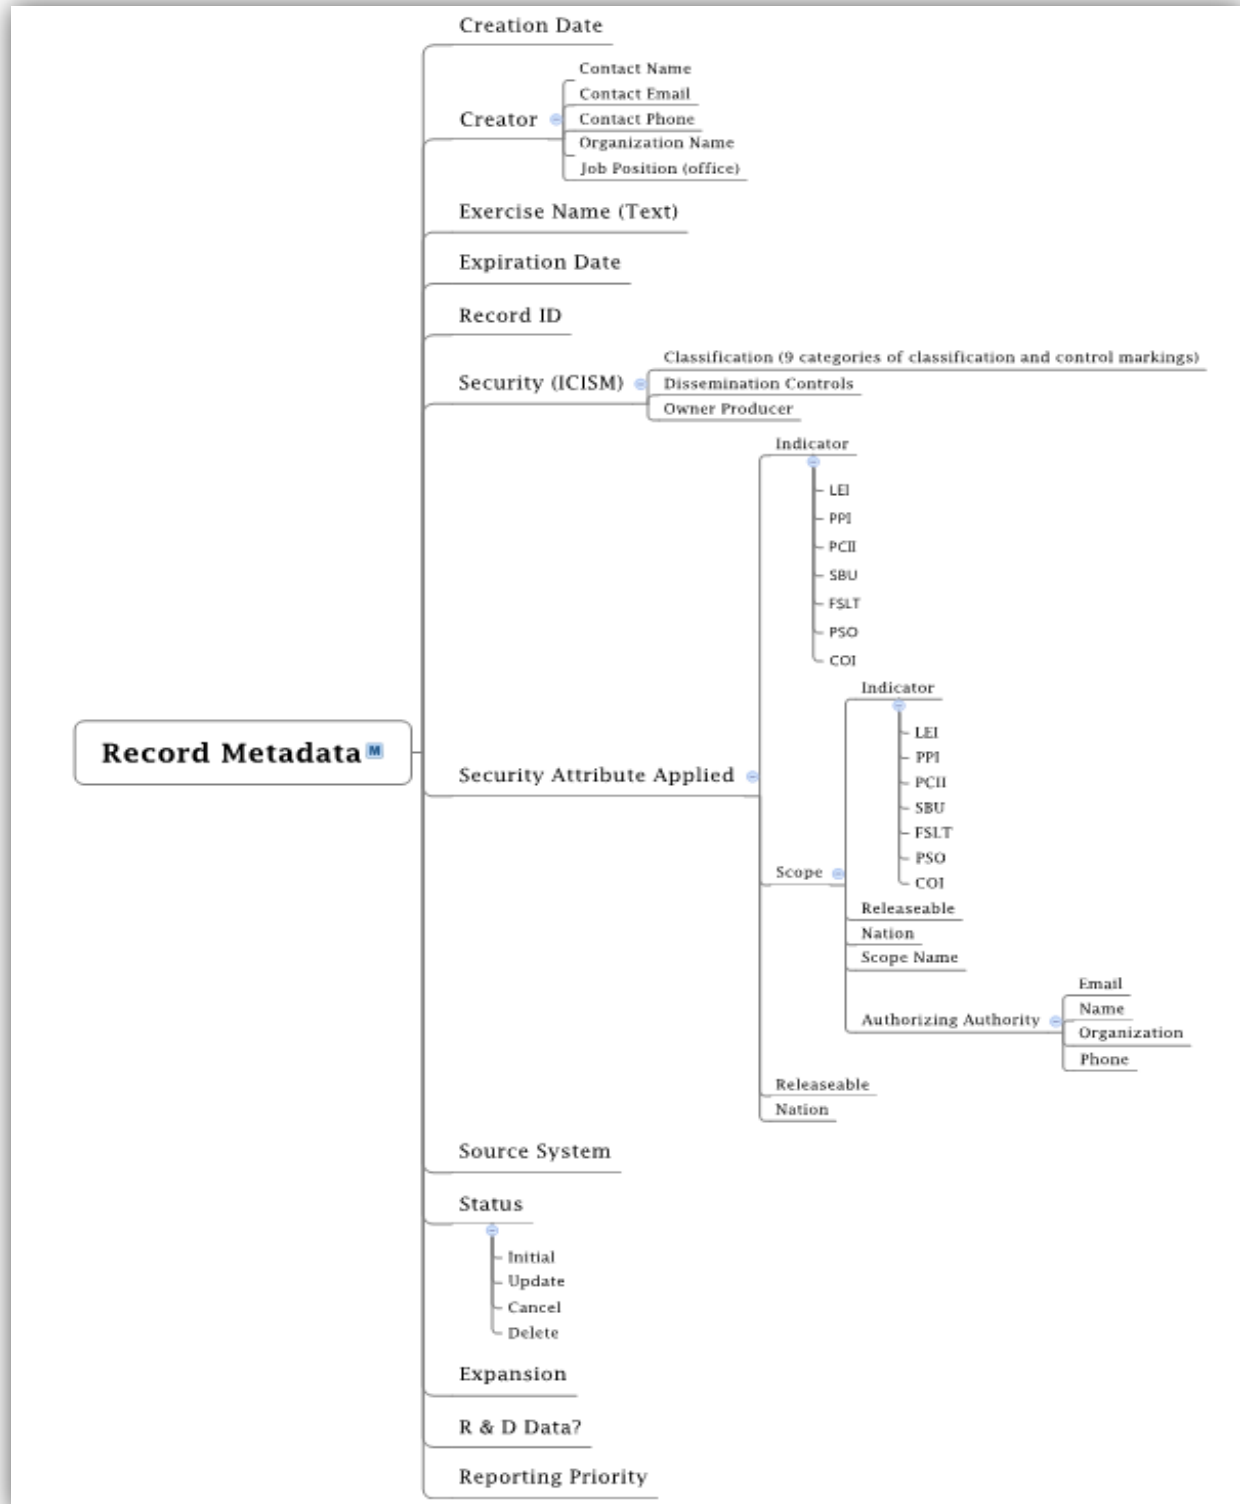 Creation Date
Contact Name
Contact Email
Creator
Contact Phone
Organization Name
Job Position (office)
Exercise Name (Text)
Expiration Date
Record ID
Classification (9 categories of classification and control markings)
Security (ICISM)
Dissemination Controls
Owner Producer
Indicator
LEI
PPI
PCII
SBU
FSLT
PSO
COI
Indicator
LEI
Record Metadata
M
PPI
Security Attribute Applied
PCII
SBU
FSLT
PSO
Scope
COI
Releaseable
Nation
Scope Name
Email
Name
Authorizing Authority
Organization
Phone
Releaseable
Nation
Source System
Status
Initial
Update
Cancel
Delete
Expansion
R & D Data?
Reporting Priority